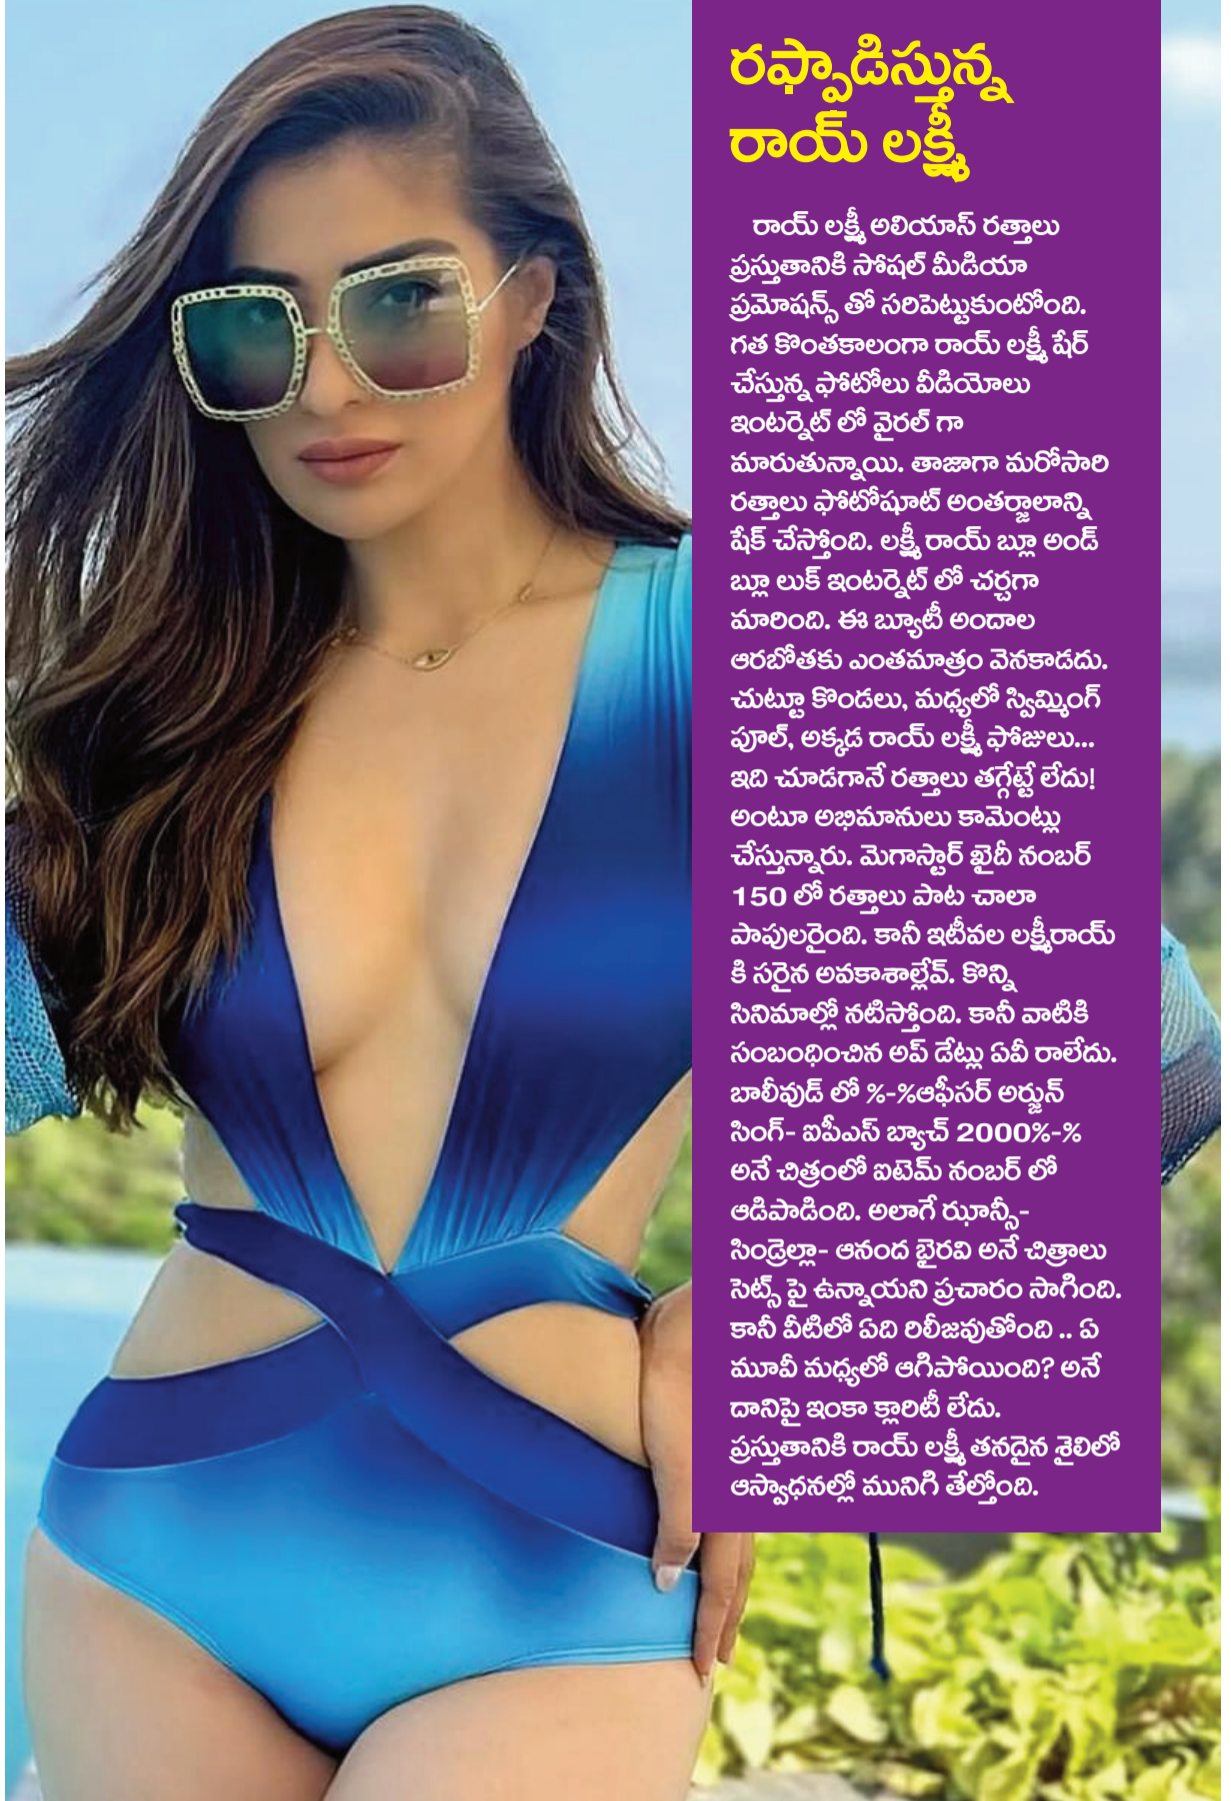 రఫ్ఫాడిస్తున్న
రాయ్ లక్ష్మీ
రాయ్ లక్ష్మీ అలియాస్ రత్తాలు
ప్రస్తుతానికి సోషల్ మీడియా
ప్రమోషన్స్ తో సరిపెట్టుకుంటోంది.
గత కొంతకాలంగా రాయ్ లక్ష్మీ షేర్
చేస్తున్న ఫోటోలు వీడియోలు
ఇంటర్నెట్ లో వైరల్ గా
మారుతున్నాయి. తాజాగా మరోసారి
రత్తాలు ఫోటోషూట్ అంతర్జాలాన్ని
షేక్ చేస్తోంది. లక్ష్మీ రాయ్ బ్లూ అండ్
బ్లూ లుక్ ఇంటర్నెట్ లో చర్చగా
మారింది. ఈ బ్యూటీ అందాల
ఆరబోతకు ఎంతమాత్రం వెనకాడదు.
చుట్టూ కొండలు, మధ్యలో స్విమ్మింగ్
పూల్, అక్కడ రాయ్ లక్ష్మీ ఫోజులు...
ఇది చూడగానే రత్తాలు తగ్గేట్టే లేదు!
అంటూ అభిమానులు కామెంట్లు
చేస్తున్నారు. మెగాస్టార్ ఖైదీ నంబర్
150 లో రత్తాలు పాట చాలా
పాపులరైంది. కానీ ఇటీవల లక్ష్మీరాయ్
కి సరైన అవకాశాల్లేవ్. కొన్ని
సినిమాల్లో నటిస్తోంది. కానీ వాటికి
సంబంధించిన అప్ డేట్లు ఏవీ రాలేదు.
బాలీవుడ్ లో %-%ఆఫీసర్ అర్జున్
సింగ్- ఐపీఎస్ బ్యాచ్ 2000%-%
అనే చిత్రంలో ఐటెమ్ నంబర్ లో
ఆడిపాడింది. అలాగే ఝాన్సీ-
సిండ్రెల్లా- ఆనంద భైరవి అనే చిత్రాలు
సెట్స్ పై ఉన్నాయని ప్రచారం సాగింది.
కానీ వీటిలో ఏది రిలీజవుతోంది .. ఏ
మూవీ మధ్యలో ఆగిపోయింది? అనే
దానిపై ఇంకా క్లారిటీ లేదు.
ప్రస్తుతానికి రాయ్ లక్ష్మీ తనదైన శైలిలో
ఆస్వాధనల్లో మునిగి తేల్తోంది.